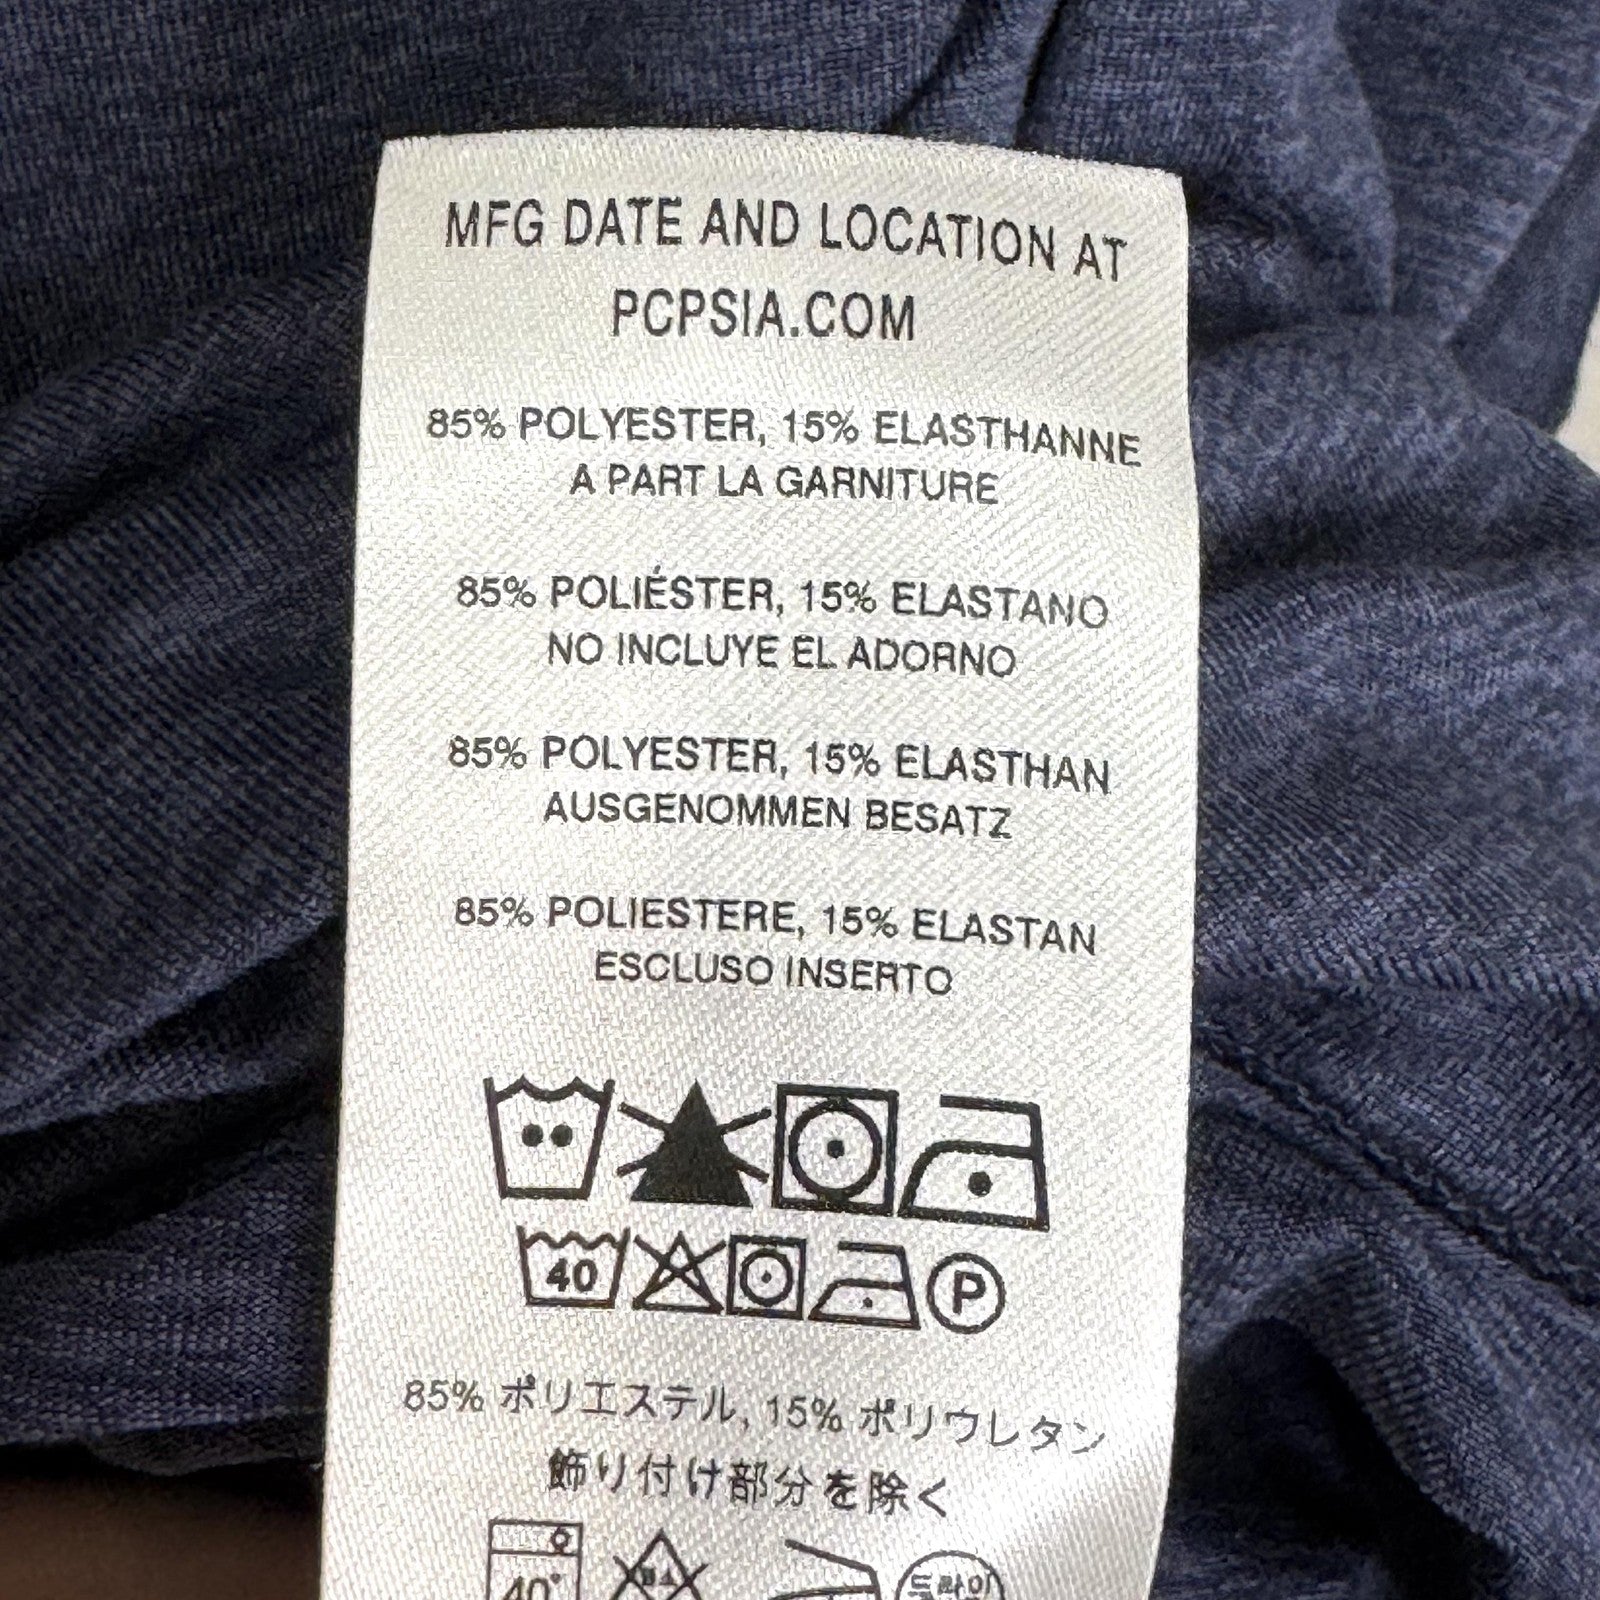 MFG DATE AND LOCATION AT
PCPSIA.COM
85% POLYESTER, 15% ELASTHANNE
A PART LA GARNITURE
85% POLIÉSTER, 15% ELASTANO
NO INCLUYE EL ADORNO
85% POLYESTER, 15% ELASTHAN
AUSGENOMMEN BESATZ
85% POLIESTERE, 15% ELASTAN
ESCLUSO INSERTO
40
P
85% ポリエステル, 15% ポリウレタン
飾り付け部分を除く
40°
드라이